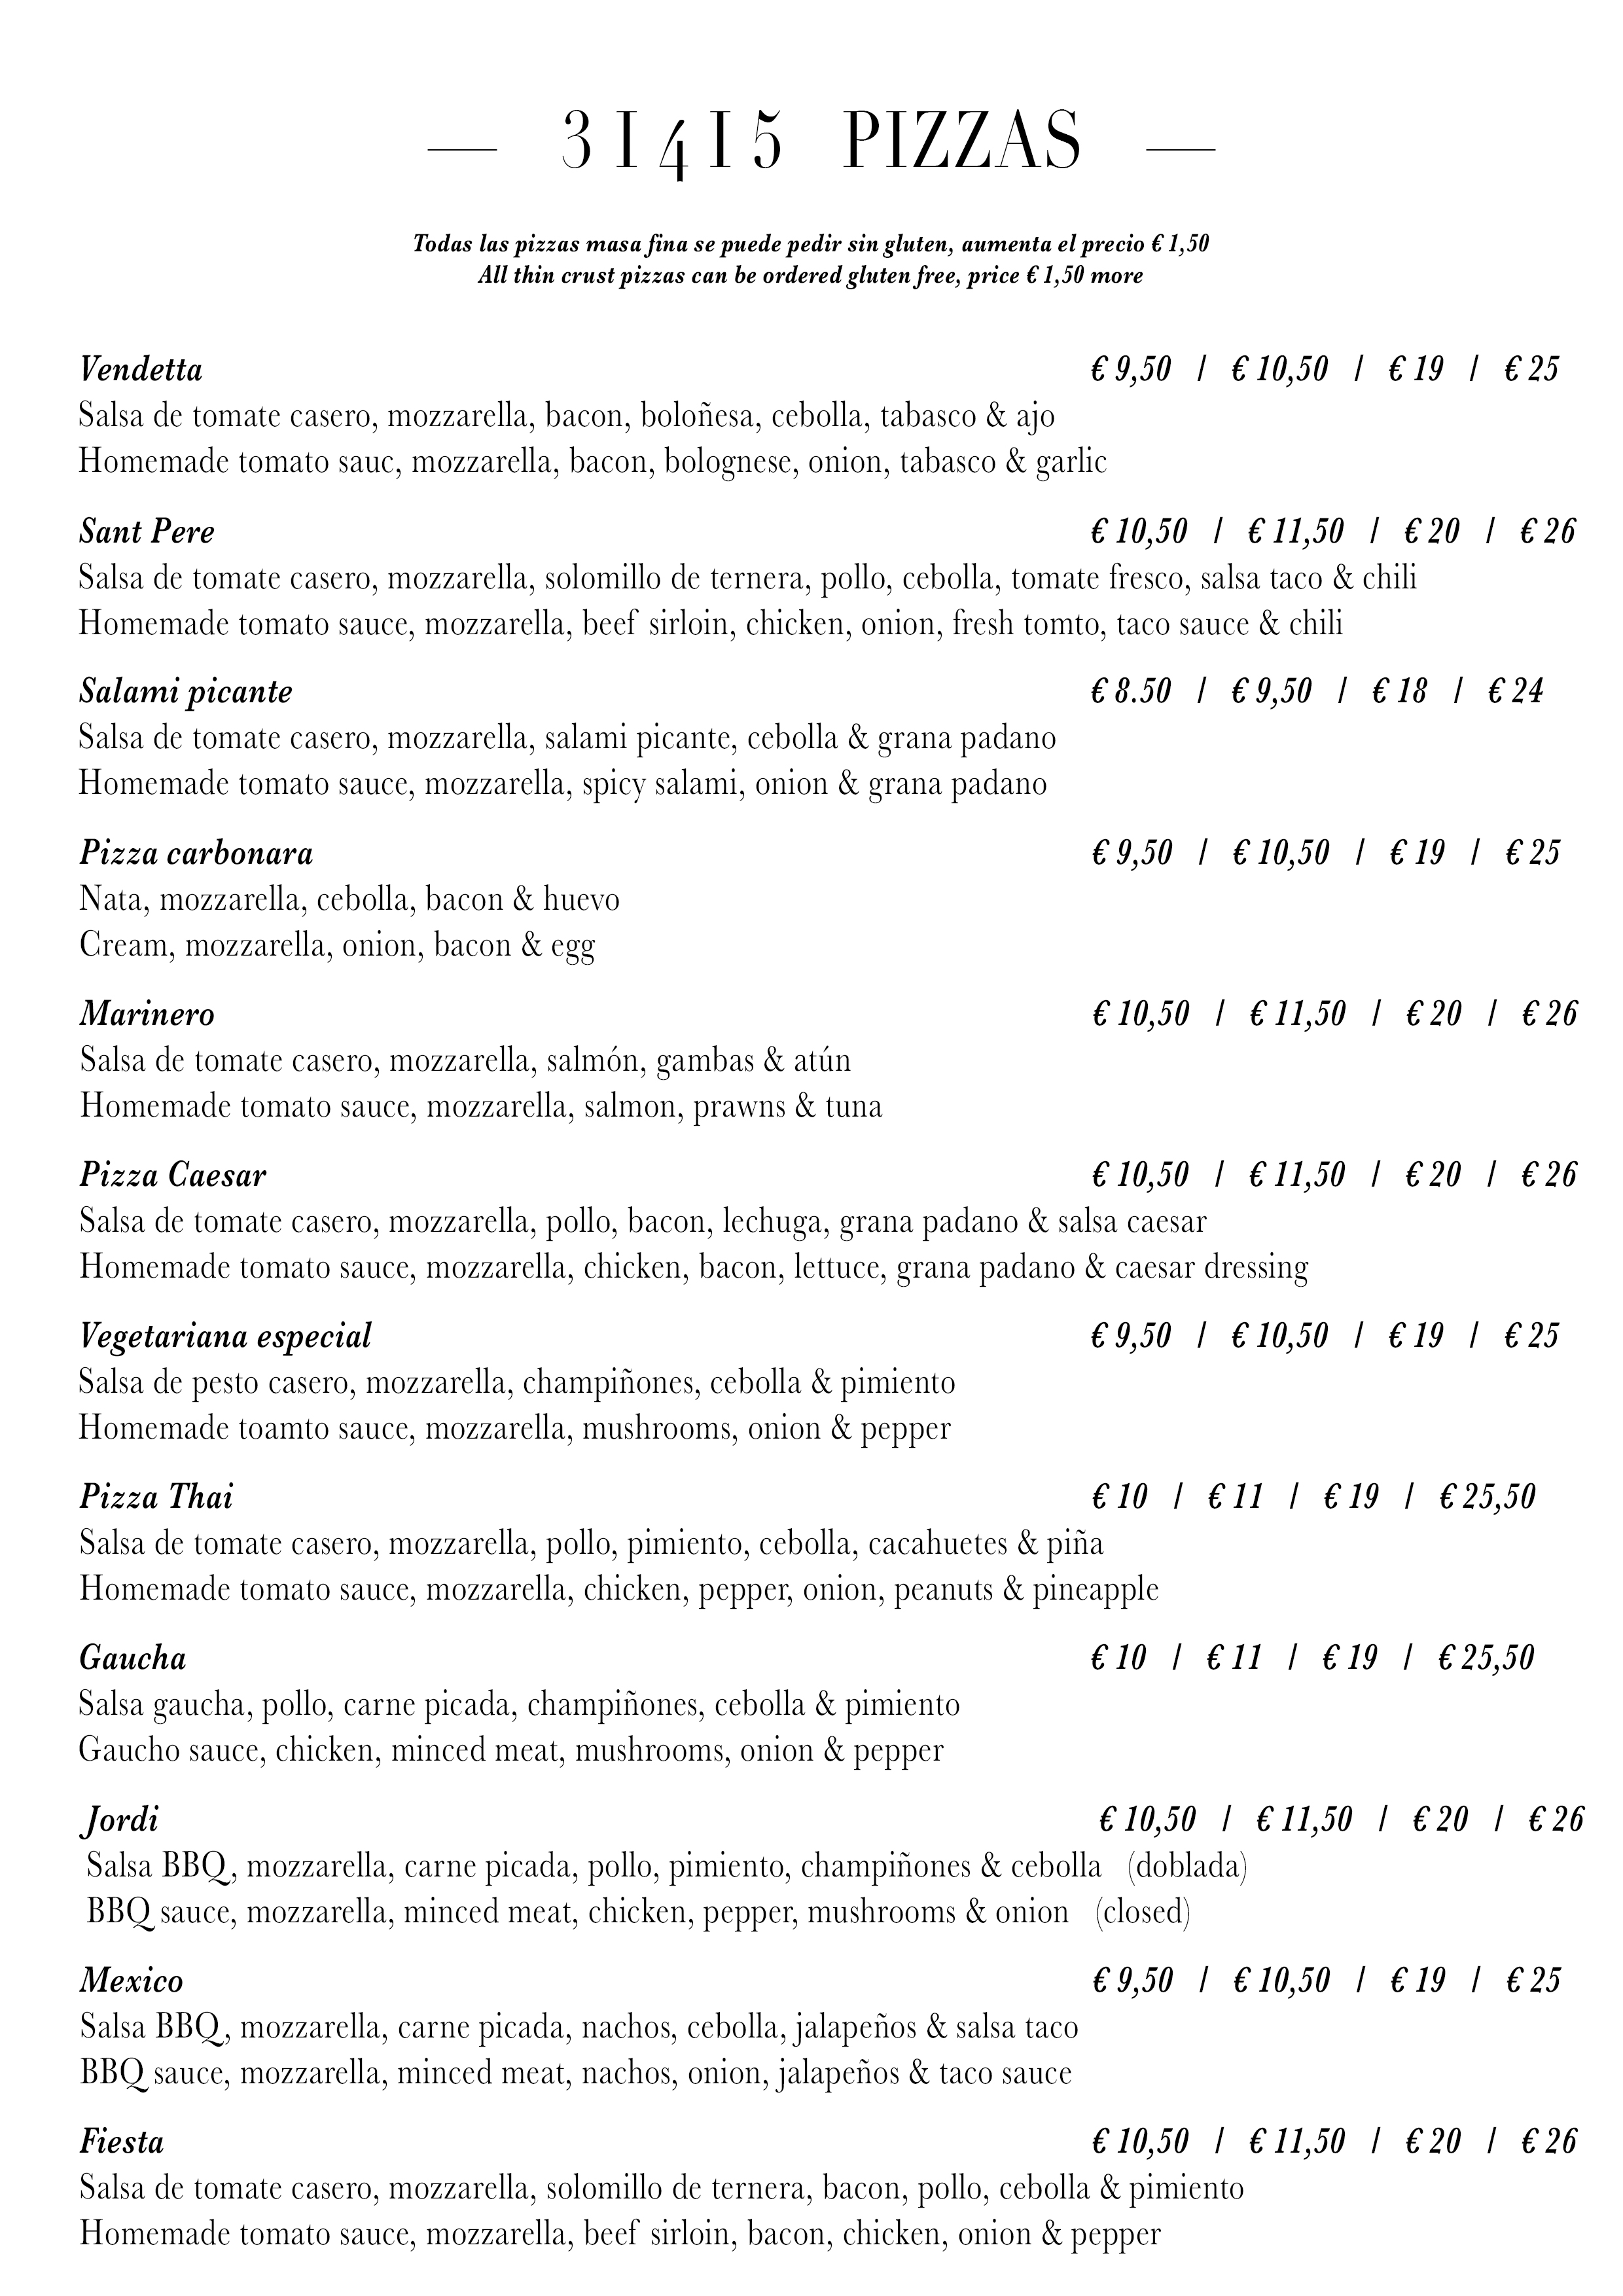 31415 PIZZAS
Todas las pizzas masa fina se puede pedir sin gluten, aumenta el precio € 1,50
All thin crust pizzas can be ordered gluten free, price € 1,50 more
Vendetta € 9,50 / € 10,50 / € 19 / € 25
Salsa de tomate casero, mozzarella, bacon, boloñesa, cebolla, tabasco & ajo
Homemade tomato sauc, mozzarella, bacon, bolognese, onion, tabasco & garlic
Sant Pere € 10,50 / € 11,50 / € 20 / € 26
Salsa de tomate casero, mozzarella, solomillo de ternera, pollo, cebolla, tomate fresco, salsa taco & chili
Homemade tomato sauce, mozzarella, beef sirloin, chicken, onion, fresh tomto, taco sauce & chili
Salami picante € 8.50 / € 9,50 / € 18 / € 24
Salsa de tomate casero, mozzarella, salami picante, cebolla & grana padano
Homemade tomato sauce, mozzarella, spicy salami, onion & grana padano
Pizza carbonara € 9,50 / € 10,50 / € 19 / € 25
Nata, mozzarella, cebolla, bacon & huevo
Cream, mozzarella, onion, bacon & egg
Marinero € 10,50 / € 11,50 / € 20 / € 26
Salsa de tomate casero, mozzarella, salmón, gambas & atún
Homemade tomato sauce, mozzarella, salmon, prawns & tuna
Pizza Caesar € 10,50 / € 11,50 / € 20 / € 26
Salsa de tomate casero, mozzarella, pollo, bacon, lechuga, grana padano & salsa caesar
Homemade tomato sauce, mozzarella, chicken, bacon, lettuce, grana padano & caesar dressing
Vegetariana especial € 9,50 / € 10,50 / € 19 / € 25
Salsa de pesto casero, mozzarella, champiñones, cebolla & pimiento
Homemade toamto sauce, mozzarella, mushrooms, onion & pepper
Pizza Thai € 10 / € 11 / € 19 / € 25,50
Salsa de tomate casero, mozzarella, pollo, pimiento, cebolla, cacahuetes & piña
Homemade tomato sauce, mozzarella, chicken, pepper, onion, peanuts & pineapple
Gaucha € 10 / € 11 / € 19 / € 25,50
Salsa gaucha, pollo, carne picada, champiñones, cebolla & pimiento
Gaucho sauce, chicken, minced meat, mushrooms, onion & pepper
Jordi € 10,50 / € 11,50 / € 20 / € 26
Salsa BBQ, mozzarella, carne picada, pollo, pimiento, champiñones & cebolla (doblada)
BBQ sauce, mozzarella, minced meat, chicken, pepper, mushrooms & onion (closed)
Mexico € 9,50 / € 10,50 / € 19 / € 25
Salsa BBQ, mozzarella, carne picada, nachos, cebolla, jalapeños & salsa taco
BBQ sauce, mozzarella, minced meat, nachos, onion, jalapeños & taco sauce
Fiesta € 10,50 / € 11,50 / € 20 / € 26
Salsa de tomate casero, mozzarella, solomillo de ternera, bacon, pollo, cebolla & pimiento
Homemade tomato sauce, mozzarella, beef sirloin, bacon, chicken, onion & pepper